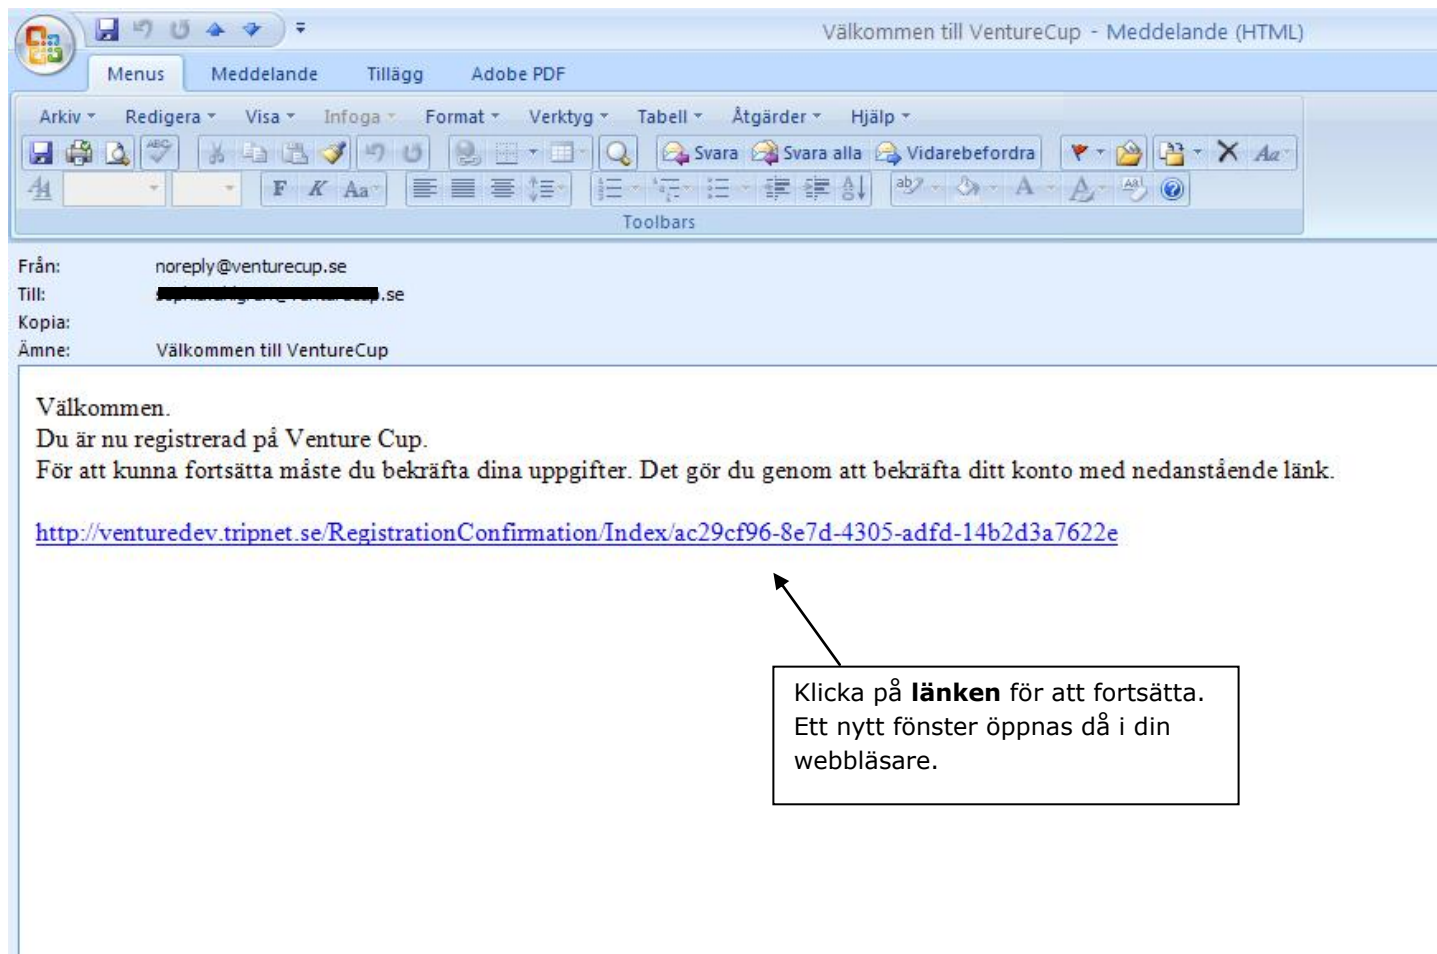 Välkommen till VentureCup - Meddelande (HTML)
Menus Meddelande Tillägg Adobe PDF
Arkiv Redigera Visa Infoga Format Verktyg Tabell Åtgärder Hjälp
Svara Svara alla Vidarebefordra
F K Aa
Toolbars
Från: noreply@venturecup.se
Till: .se
Kopia:
Ämne: Välkommen till VentureCup
Välkommen.
Du är nu registrerad på Venture Cup.
För att kunna fortsätta måste du bekräfta dina uppgifter. Det gör du genom att bekräfta ditt konto med nedanstående länk.
http://venturedev.tripnet.se/RegistrationConfirmation/Index/ac29cf96-8e7d-4305-adfd-14b2d3a7622e
Klicka på länken för att fortsätta.
Ett nytt fönster öppnas då i din
webbläsare.